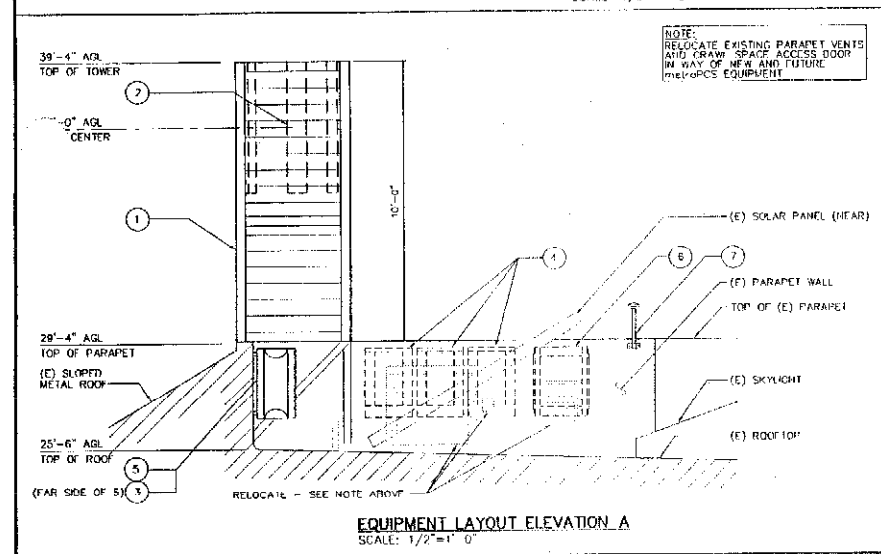 NOTE:
RELOCATE EXISTING PARAPET VENTS
AND CRAWL SPACE ACCESS DOOR
IN WAY OF NEW AND FUTURE
metroPCS EQUIPMENT
39'-4" AGL
TOP OF TOWER
2
-0" AGL
CENTER
1
10'-0"
(E) SOLAR PANEL (NEAR)
4
6
7
(E) PARAPET WALL
TOP OF (E) PARAPET
29'-4" AGL
TOP OF PARAPET
(E) SLOPED
METAL ROOF
(E) SKYLIGHT
25'-6" AGL
TOP OF ROOF
(E) ROOFTOP
5
(FAR SIDE OF 5) 3
RELOCATE - SEE NOTE ABOVE
EQUIPMENT LAYOUT ELEVATION A
SCALE: 1/2"=1' 0"